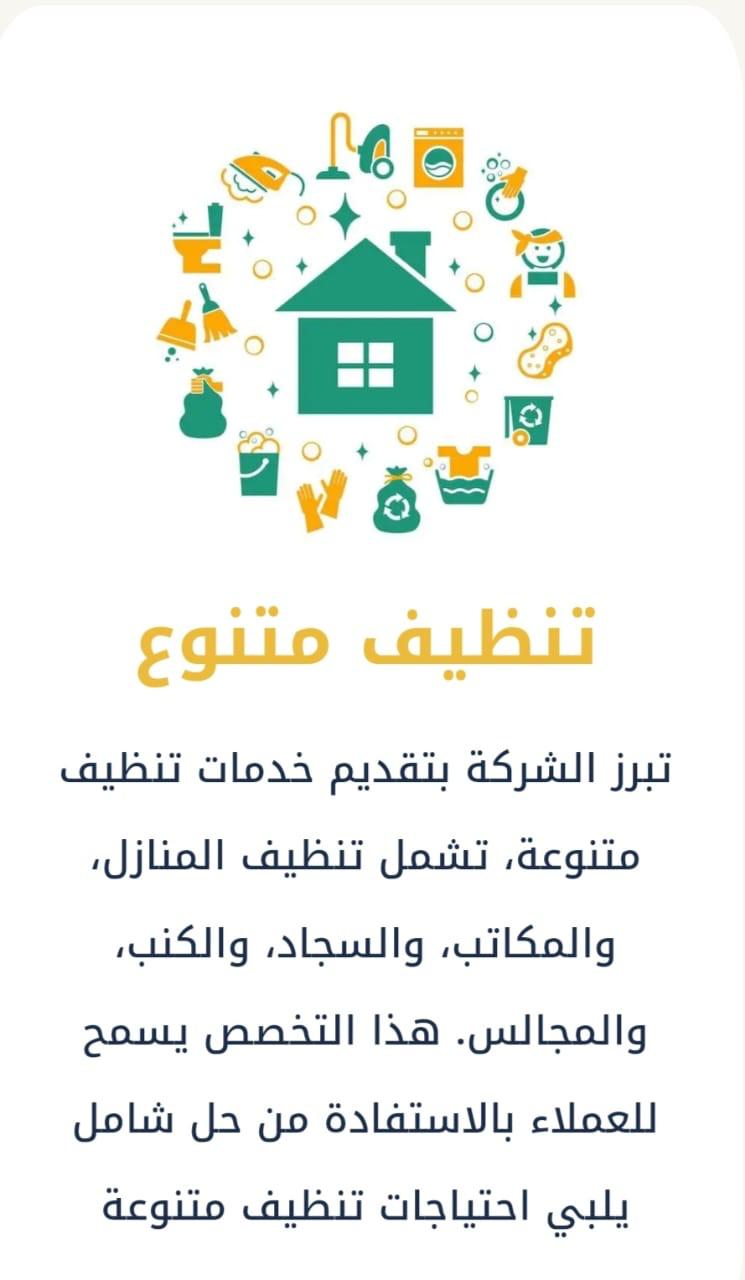 تنظيف متنوع
تبرز الشركة بتقديم خدمات تنظيف
متنوعة، تشمل تنظيف المنازل،
والمكاتب، والسجاد، والكنب،
والمجالس. هذا التخصص يسمح
للعملاء بالاستفادة من حل شامل
يلبي احتياجات تنظيف متنوعة